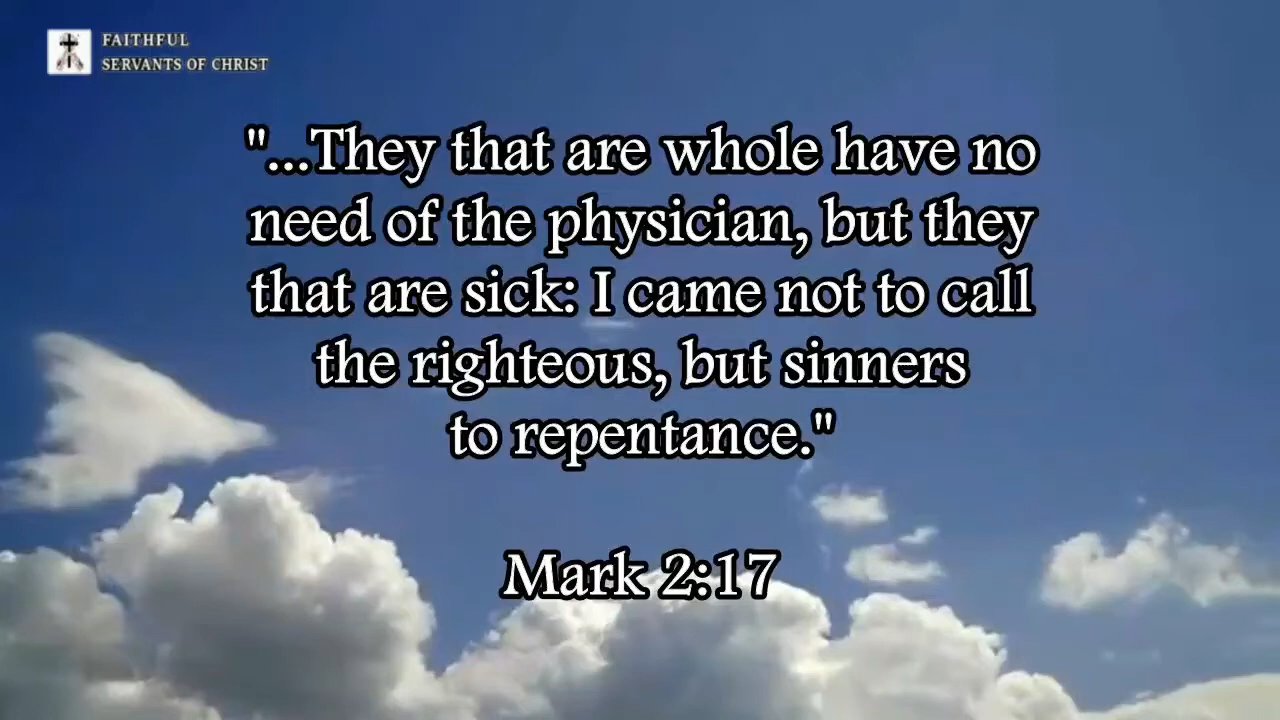 FAITHFUL
SERVANTS OF CHRIST
"...They that are whole have no
need of the physician, but they
that are sick: I came not to call
the righteous, but sinners
to repentance."
Mark 2:17